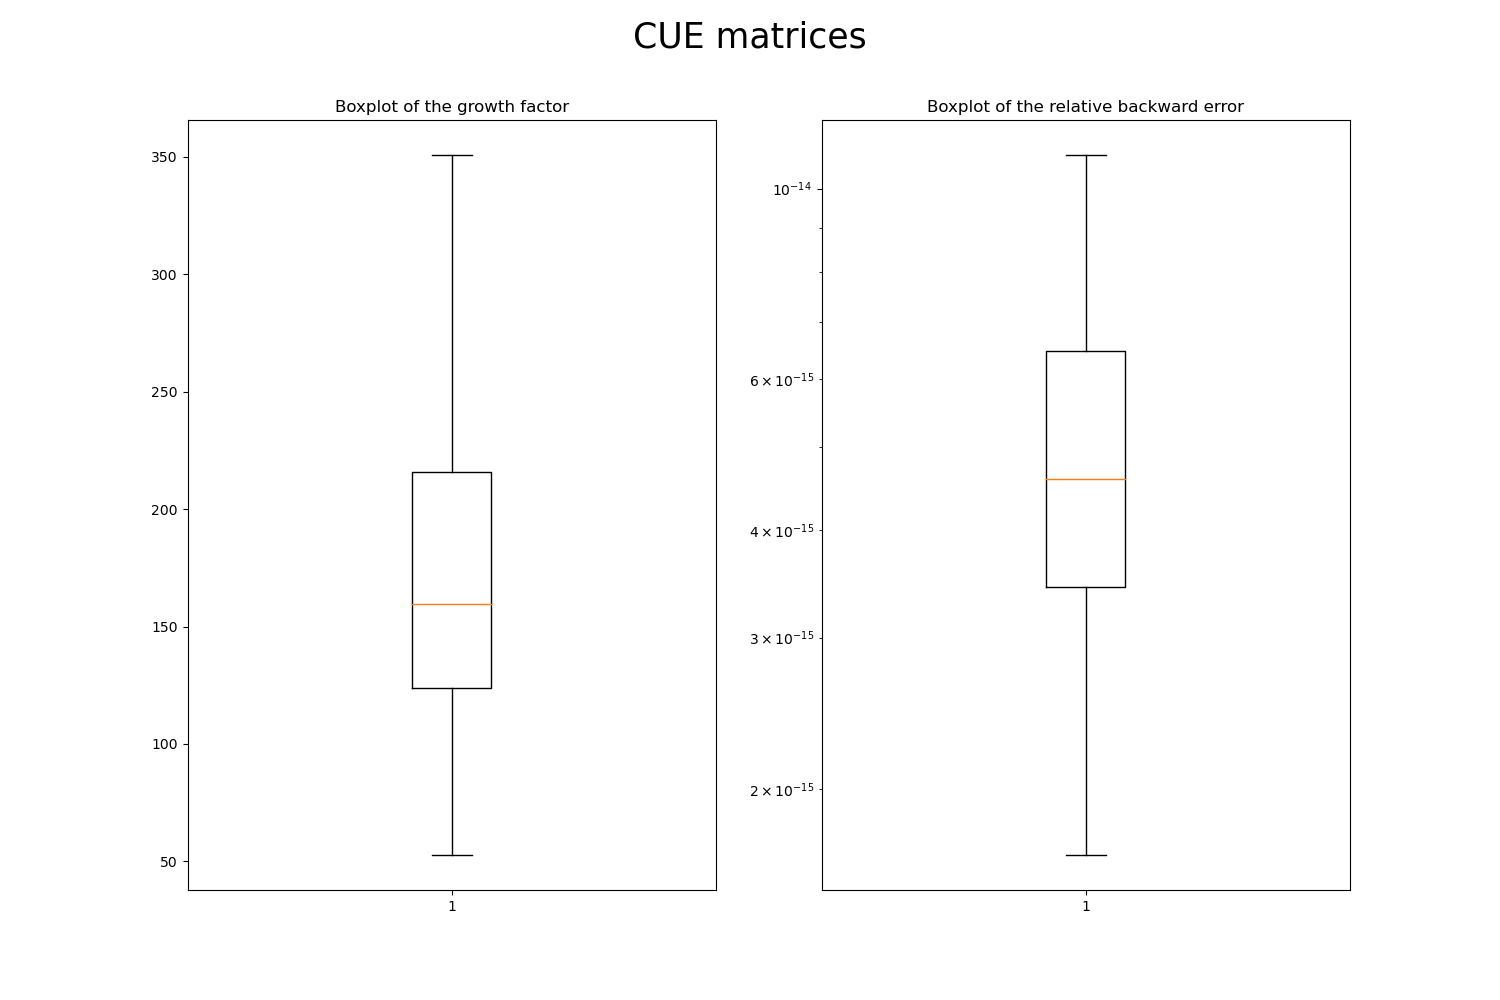 CUE matrices
Boxplot of the growth factor
350
300
250
200
150
100
50
1
Boxplot of the relative backward error
10⁻¹⁴
6 × 10⁻¹⁵
4 × 10⁻¹⁵
3 × 10⁻¹⁵
2 × 10⁻¹⁵
1